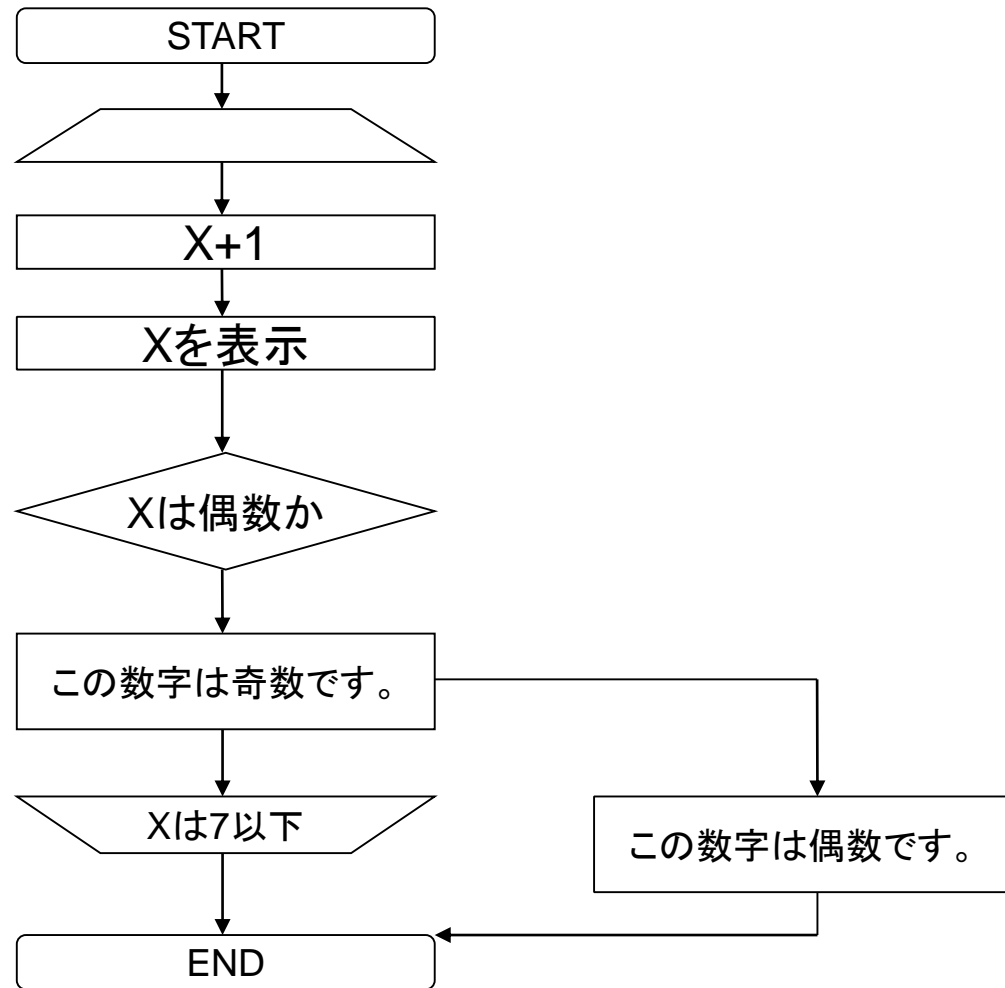 START
X+1
Xを表示
Xは偶数か
この数字は奇数です。
Xは7以下
この数字は偶数です。
END